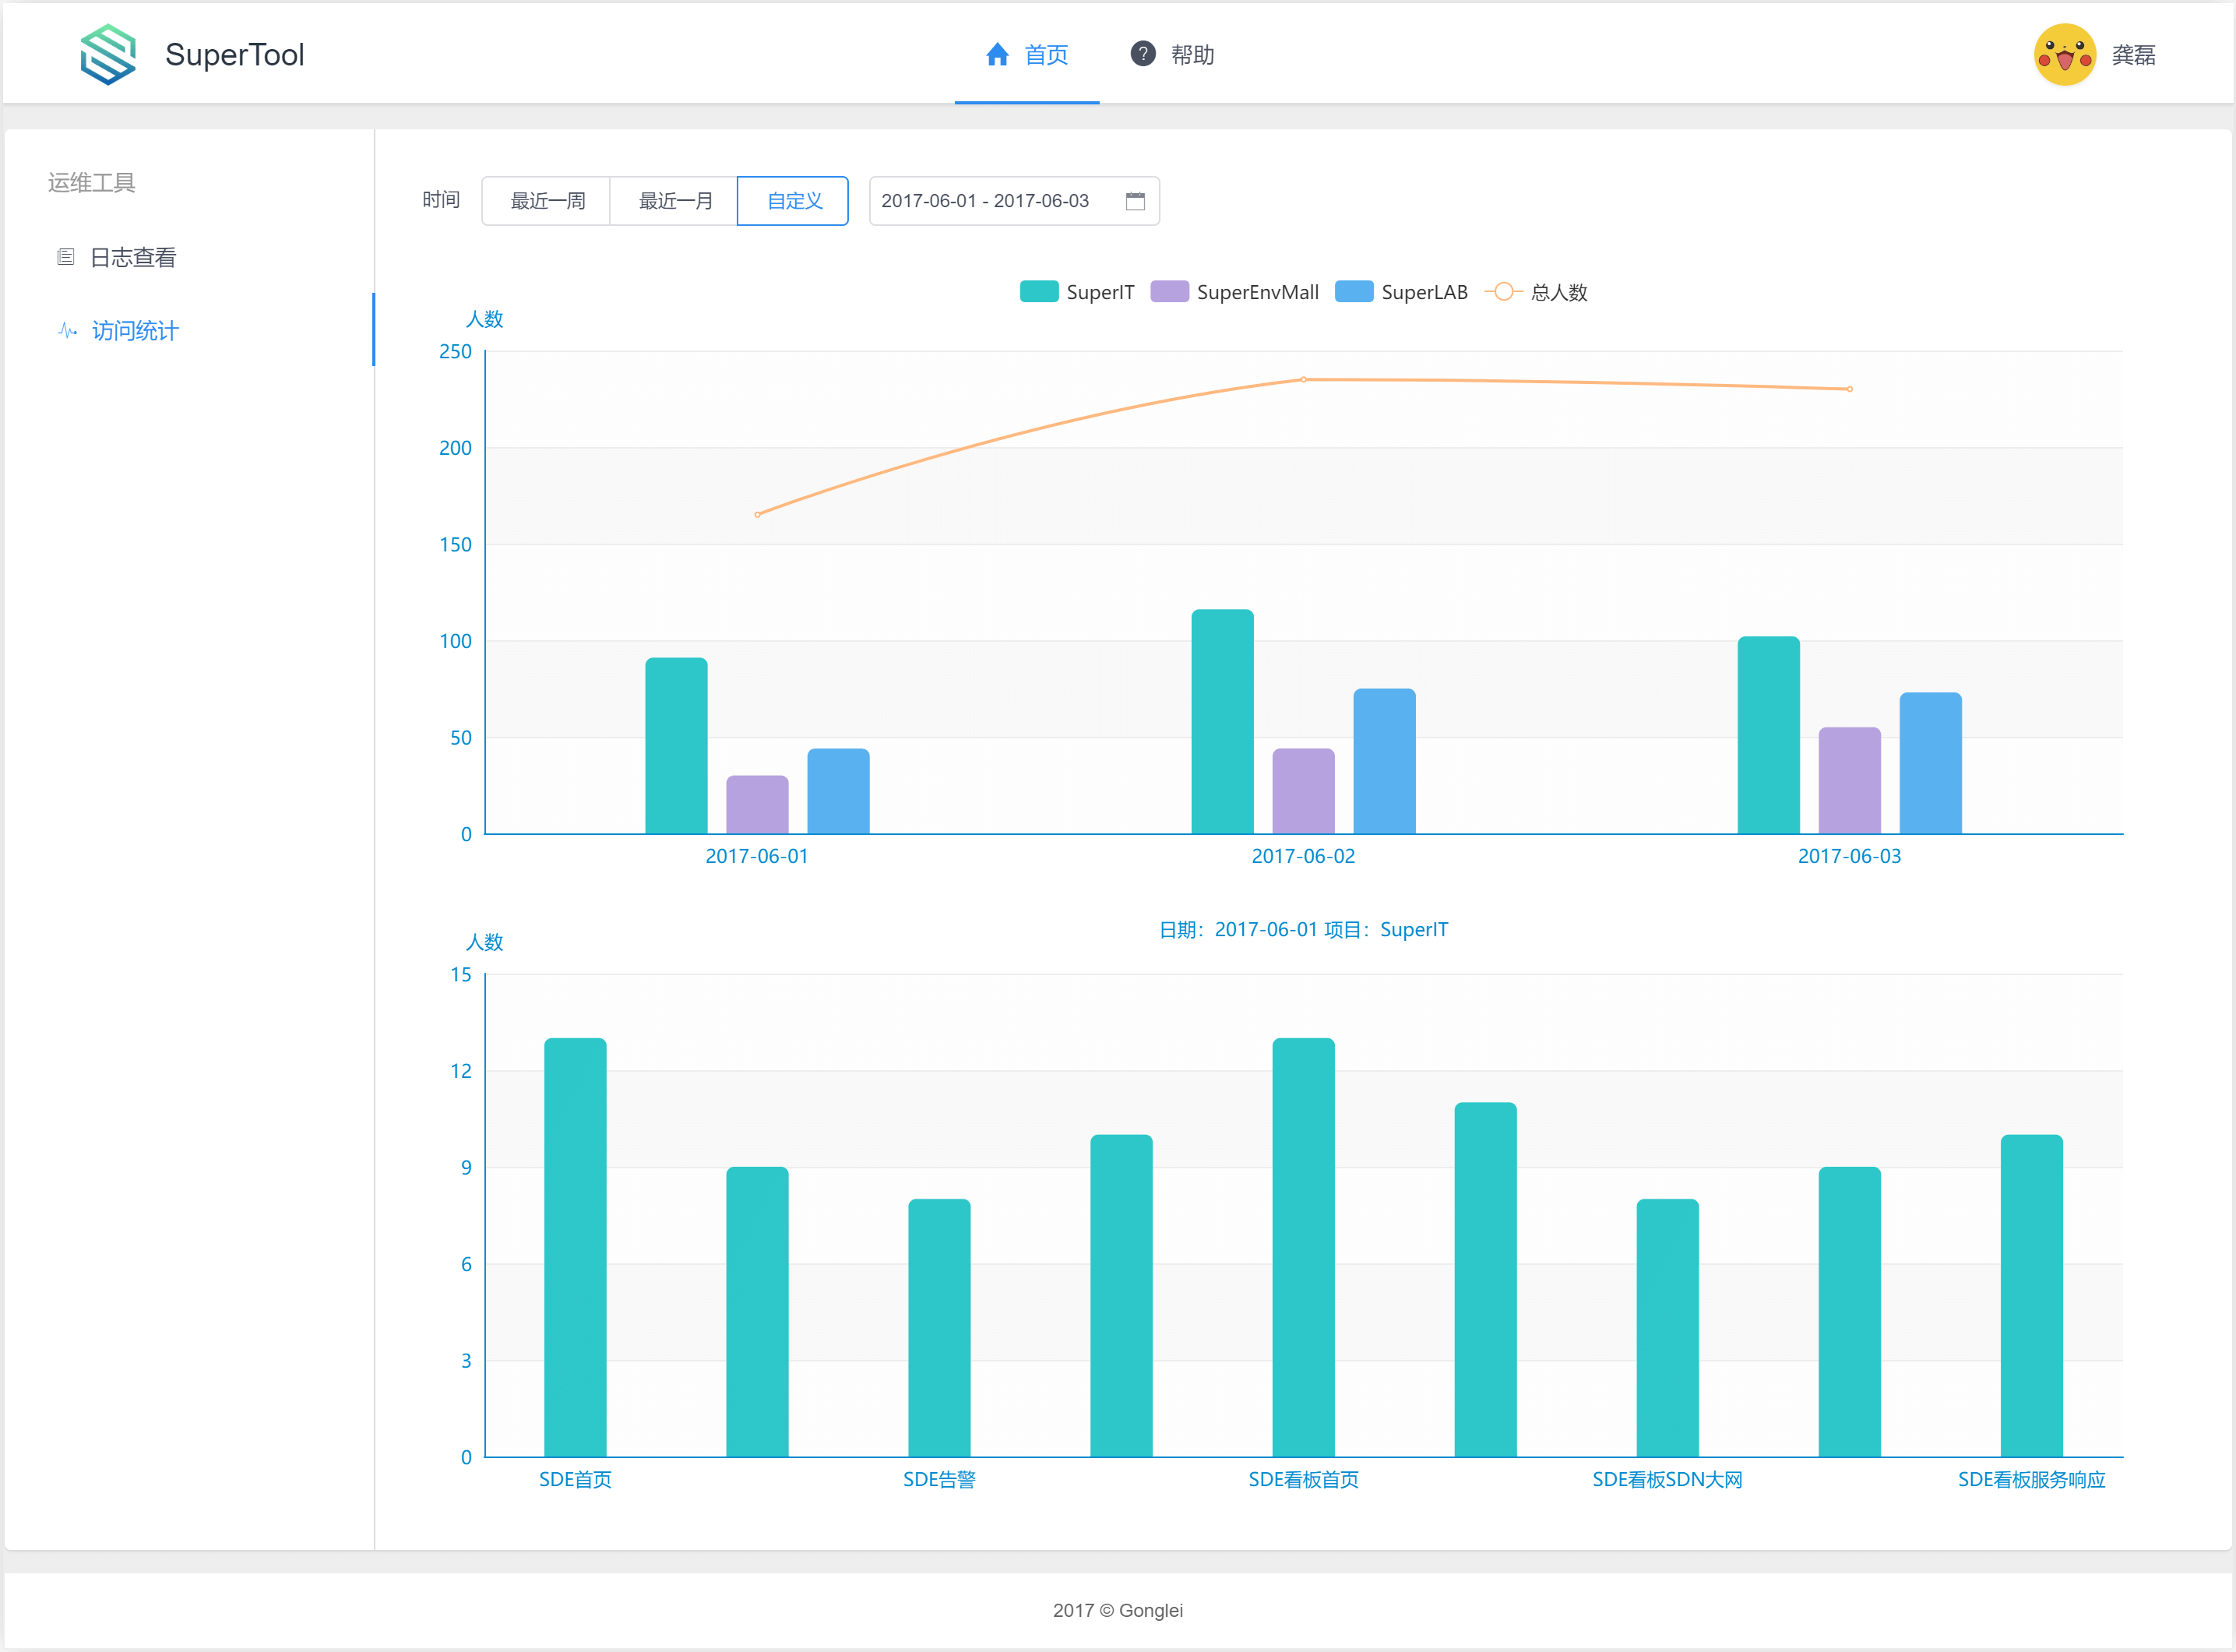 SuperTool 首页 帮助 龚磊
运维工具
日志查看
访问统计
时间 最近一周 最近一月 自定义 2017-06-01 - 2017-06-03
SuperIT SuperEnvMall SuperLAB 总人数
人数
250
200
150
100
50
0
2017-06-01 2017-06-02 2017-06-03
日期：2017-06-01 项目：SuperIT
人数
15
12
9
6
3
0
SDE首页 SDE告警 SDE看板首页 SDE看板SDN大网 SDE看板服务响应
2017 © Gonglei